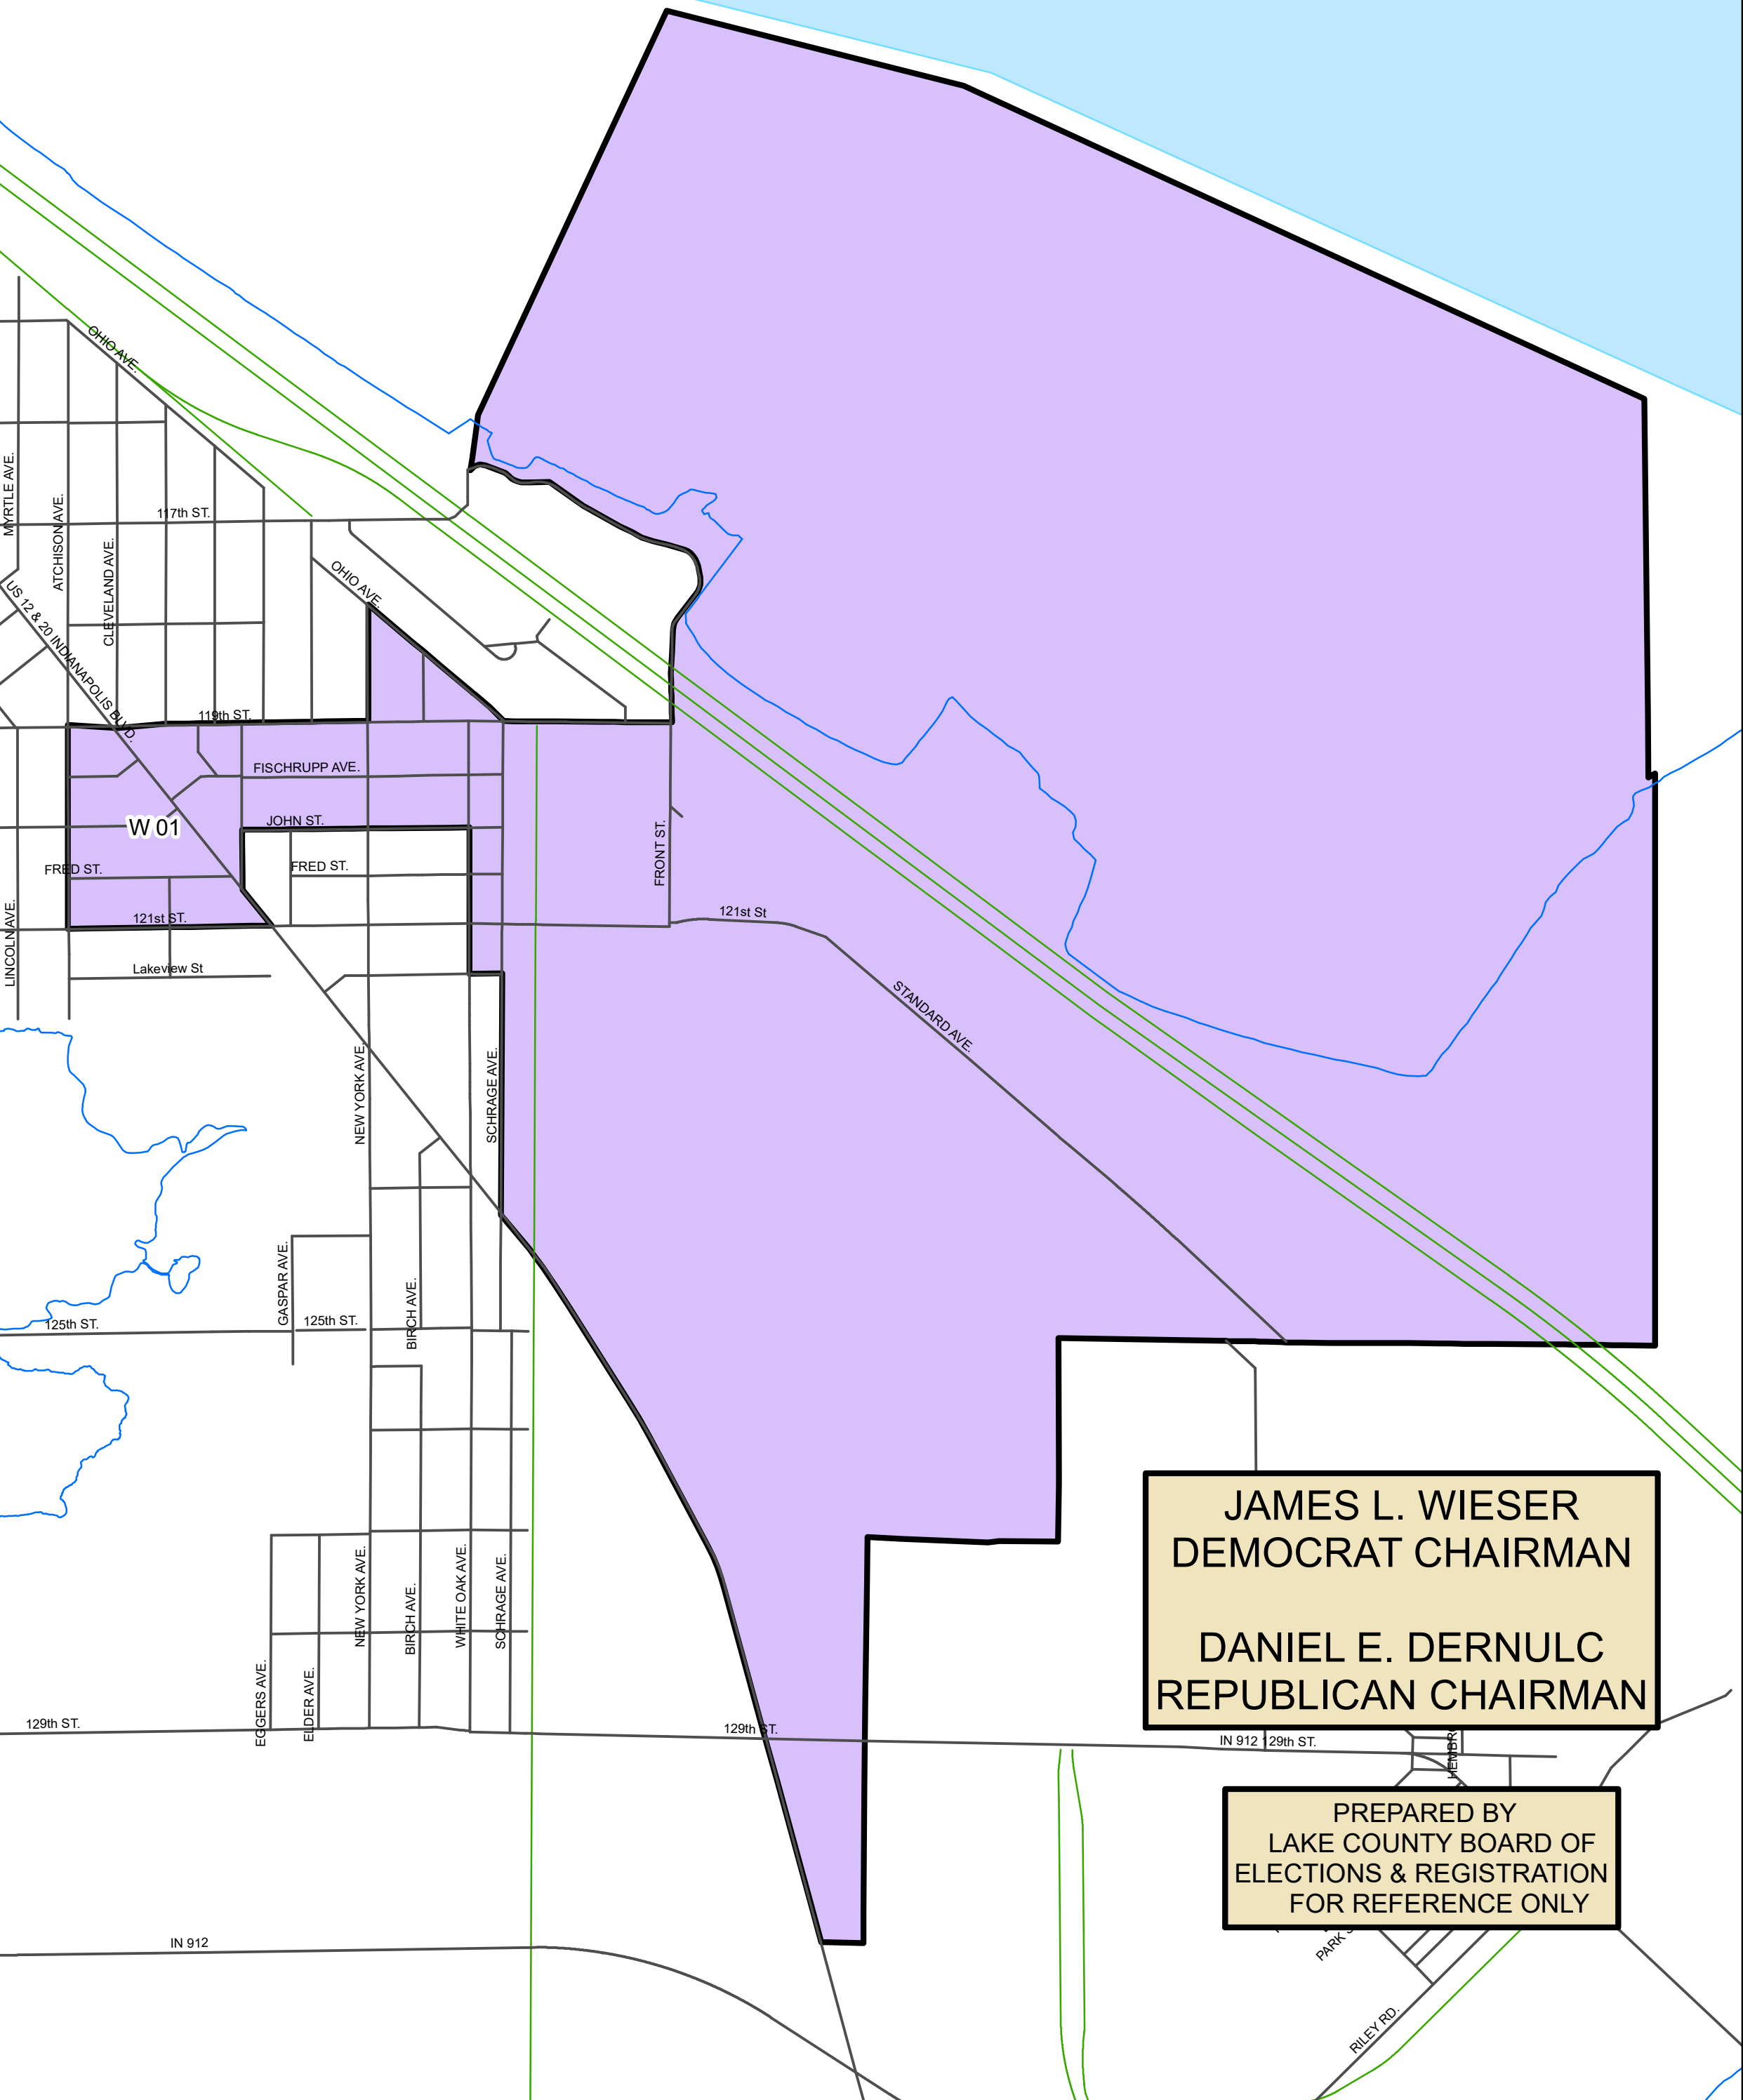 OHIO AVE.
MYRTLE AVE.
ATCHISON AVE.
117th ST.
CLEVELAND AVE.
OHIO AVE.
US 12 & 20 INDIANAPOLIS BLVD.
119th ST.
FISCHRUPP AVE.
W 01
JOHN ST.
FRONT ST.
FRED ST.
FRED ST.
LINCOLN AVE.
121st ST.
121st St
Lakeview St
STANDARD AVE.
NEW YORK AVE.
SCHRAGE AVE.
GASPAR AVE.
BIRCH AVE.
125th ST.
125th ST.
JAMES L. WIESER
DEMOCRAT CHAIRMAN
DANIEL E. DERNULC
REPUBLICAN CHAIRMAN
NEW YORK AVE.
BIRCH AVE.
WHITE OAK AVE.
SCHRAGE AVE.
EGGERS AVE.
ELDER AVE.
129th ST.
129th ST.
IN 912 129th ST.
PREPARED BY
LAKE COUNTY BOARD OF
ELECTIONS & REGISTRATION
FOR REFERENCE ONLY
IN 912
PARK
RILEY RD.